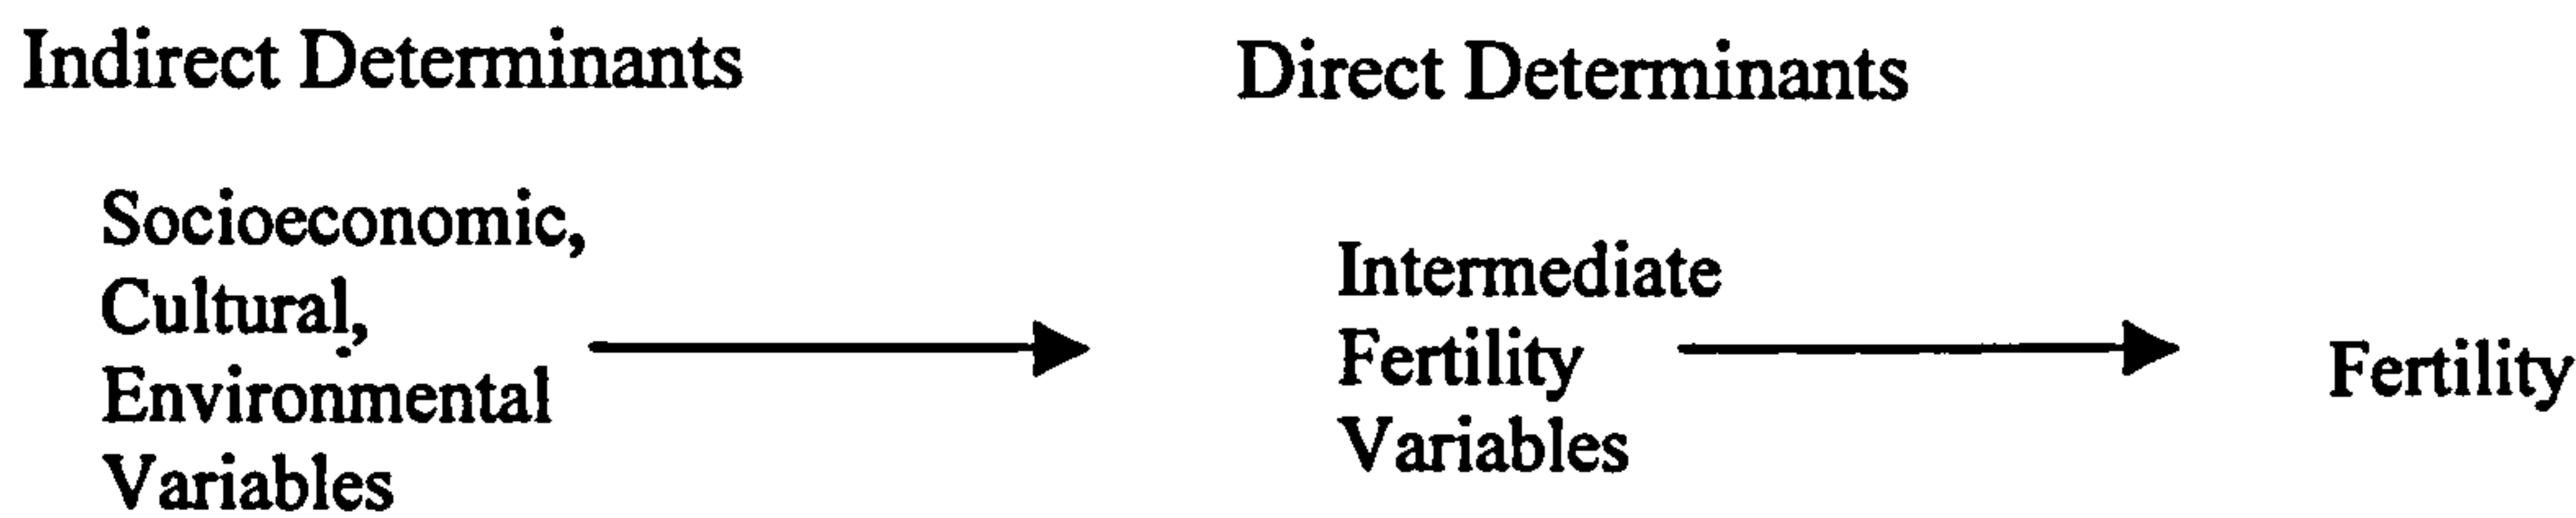 Indirect Determinants
Direct Determinants
Socioeconomic,
Cultural,
Environmental
Variables
Intermediate
Fertility
Variables
Fertility